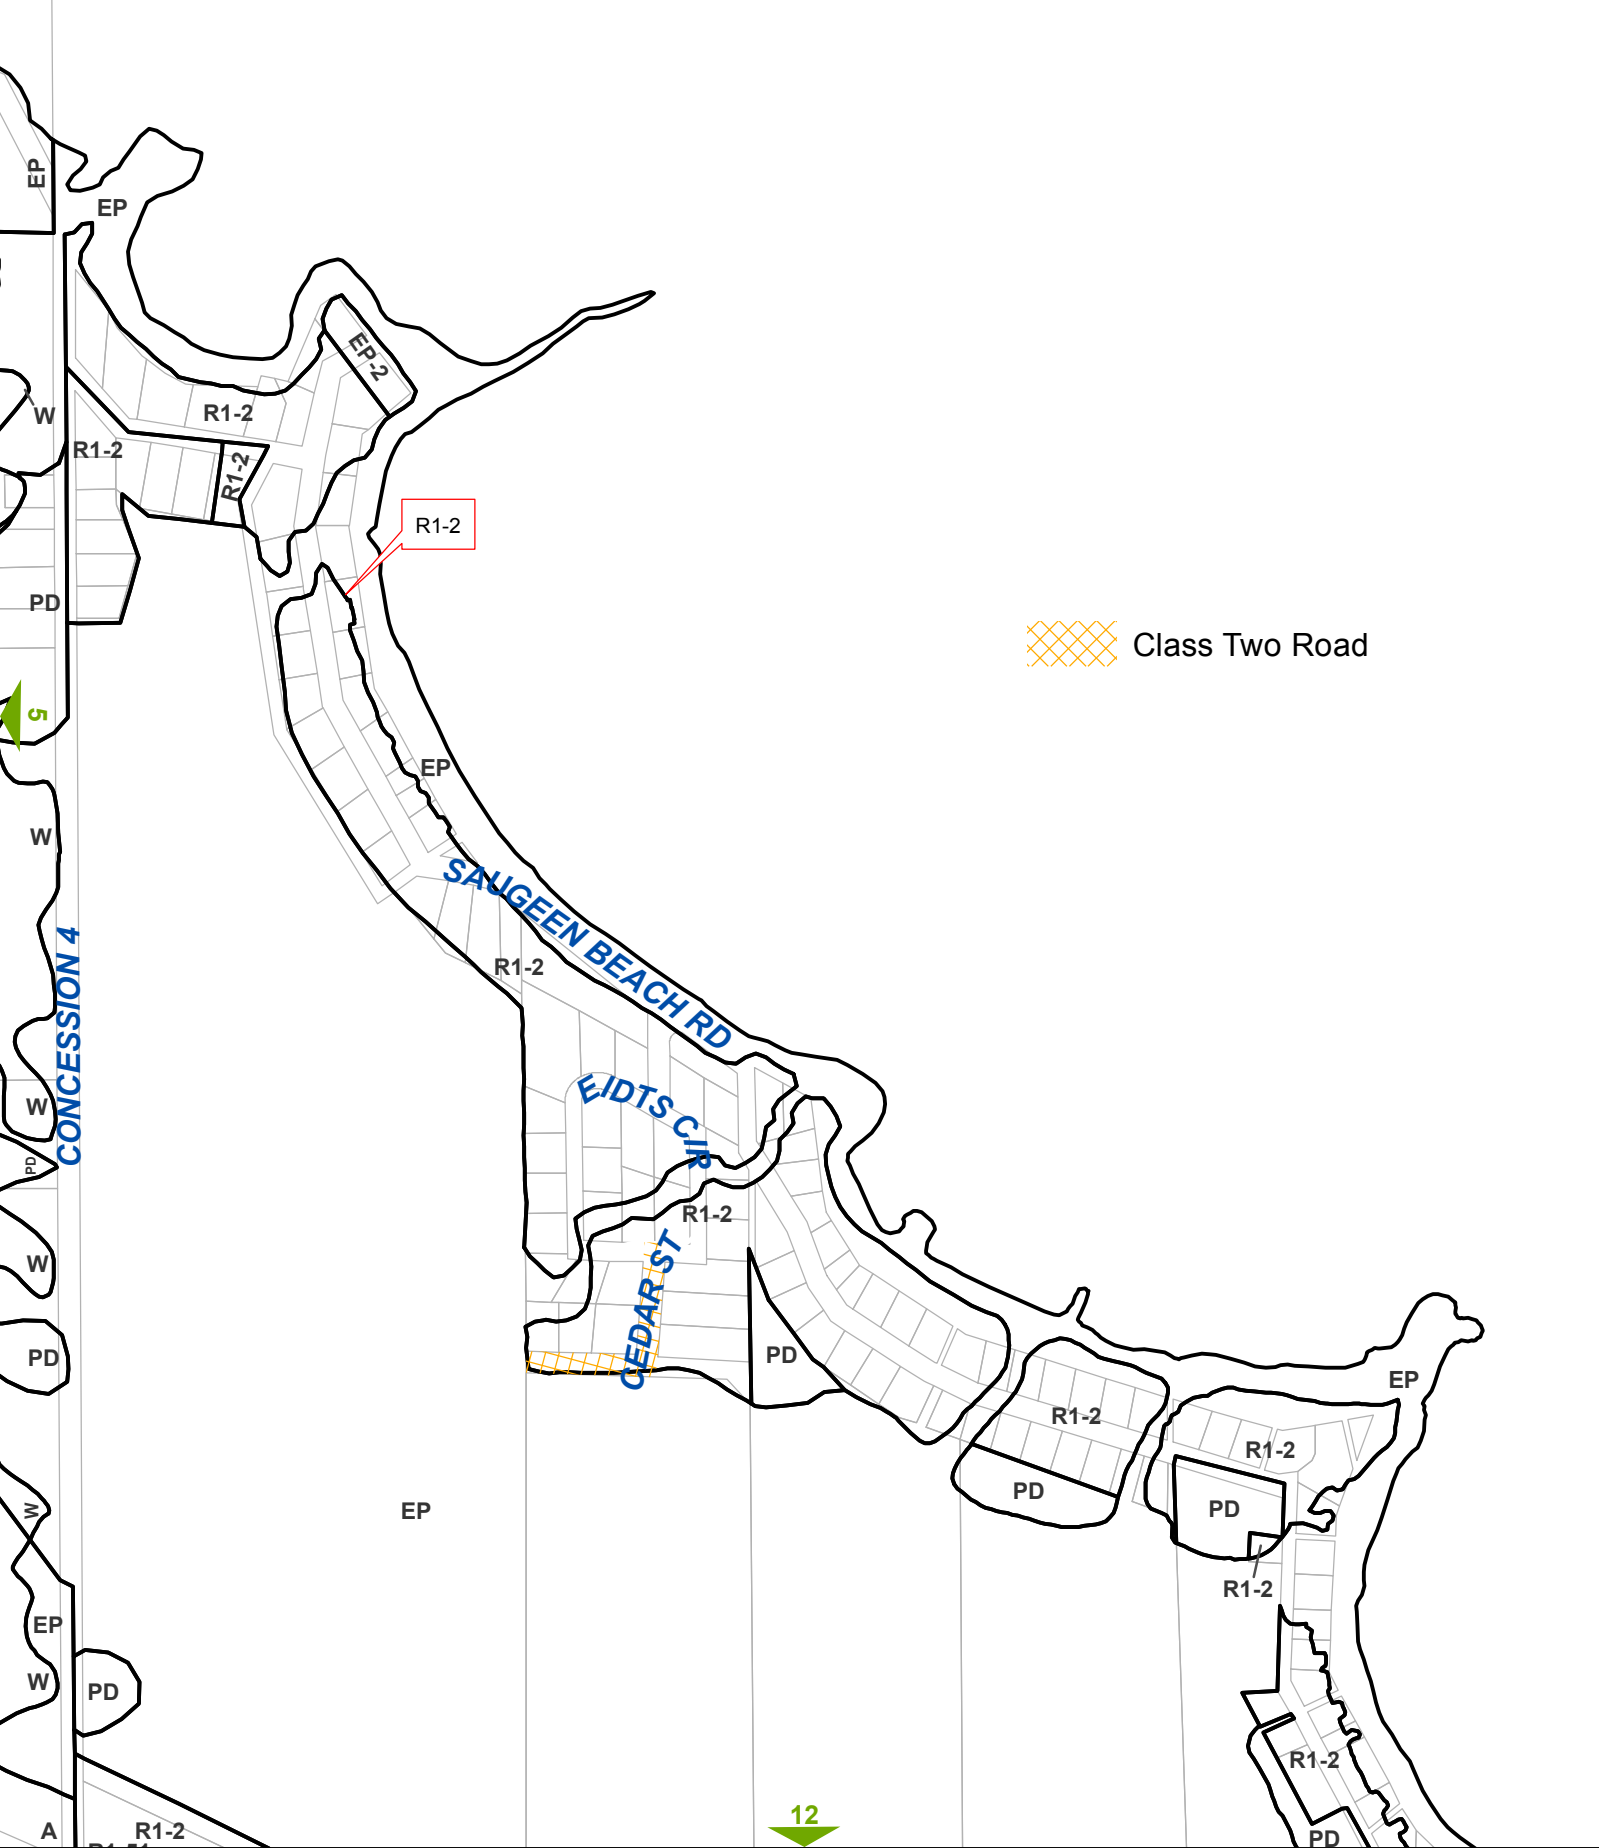 EP
EP
EP-2
W
R1-2
R1-2
R1-2
R1-2
PD
Class Two Road
5
EP
W
SAUGEEN BEACH RD
CONCESSION 4
R1-2
EIDTS CIR
W
PD
R1-2
W
CEDAR ST
PD
PD
EP
R1-2
R1-2
PD
PD
W
EP
R1-2
EP
W
PD
R1-2
12
A
R1-2
PD